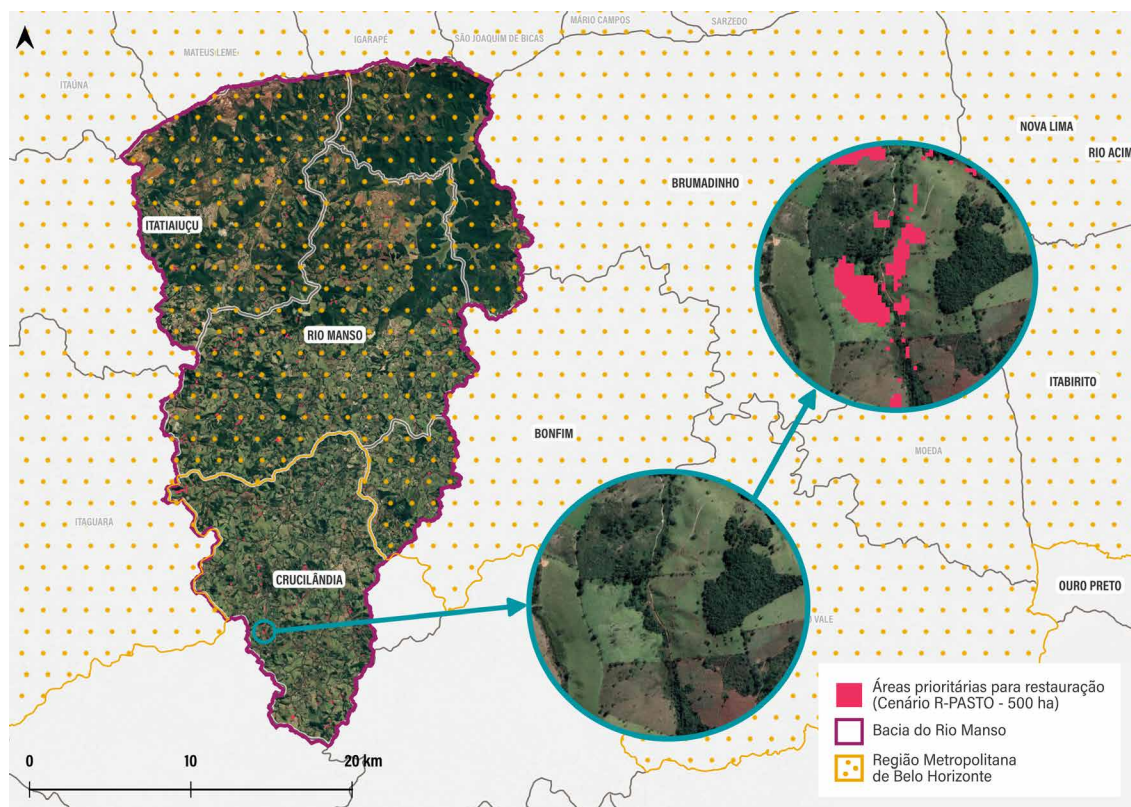 MÁRIO CAMPOS
SARZEDO
IGARAPÉ
SÃO JOAQUIM DE BICAS
MATEUS LEME
ITAÚNA
NOVA LIMA
RIO ACIM
BRUMADINHO
ITATIAIUÇU
RIO MANSO
ITABIRITO
BONFIM
MOEDA
ITAGUARA
CRUCILÂNDIA
OURO PRETO
VALE
Áreas prioritárias para restauração
(Cenário R-PASTO - 500 ha)
Bacia do Rio Manso
Região Metropolitana
de Belo Horizonte
0 10 20 km